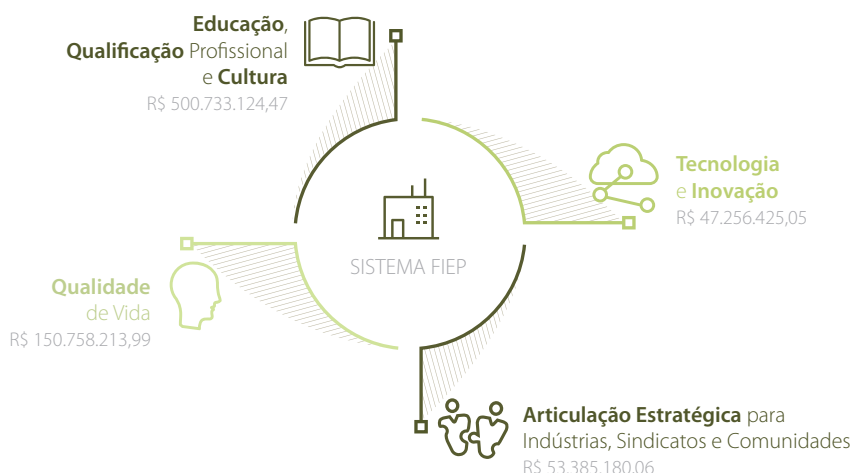 Educação,
Qualificação Profissional
e Cultura
R$ 500.733.124,47
Tecnologia
e Inovação
R$ 47.256.425,05
SISTEMA FIEP
Qualidade
de Vida
R$ 150.758.213,99
Articulação Estratégica para
Indústrias, Sindicatos e Comunidades
R$ 53.385.180,06